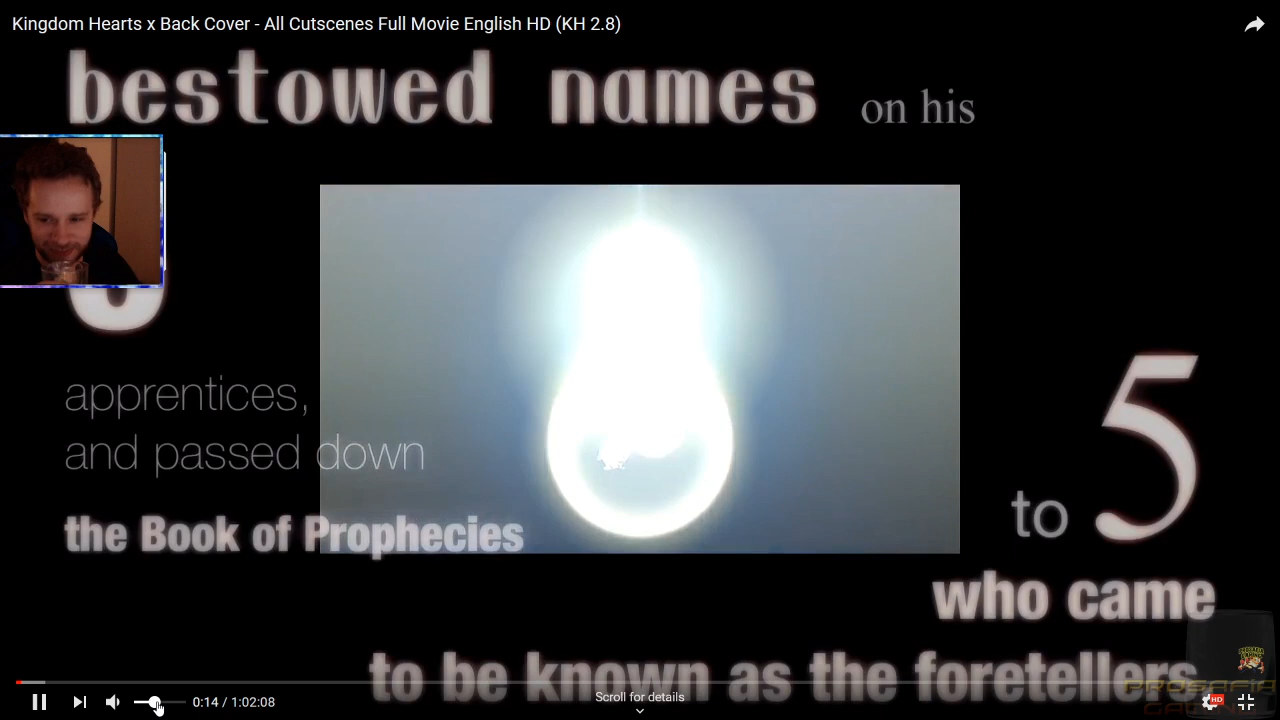 Kingdom Hearts x Back Cover - All Cutscenes Full Movie English HD (KH 2.8)
bestowed names on his
apprentices,
and passed down
the Book of Prophecies
to 5
who came
to be known as the foretellers.
Scroll for details
0:14 / 1:02:08
HD
PROSAFIA